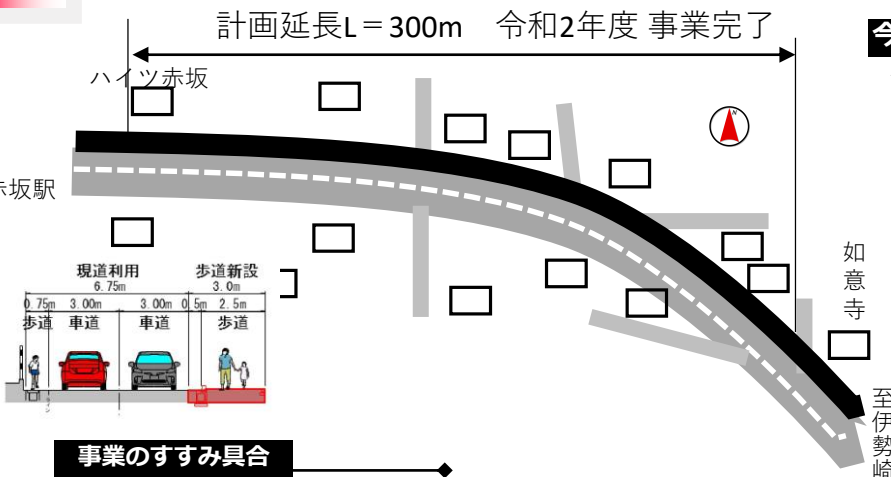 計画延長L=300m 令和2年度 事業完了
今
ハイツ赤坂
N
赤坂駅
如意寺
至伊勢崎
現道利用
歩道新設
6.75m
3.0m
0.75m 3.00m 3.00m 0.5m 2.5m
歩道 車道 車道 歩道
事業のすすみ具合